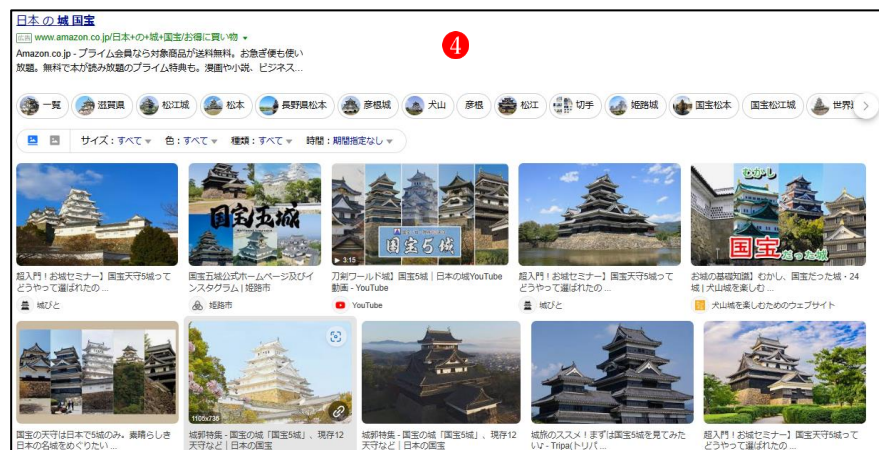 日本 の 城 国宝
広告 www.amazon.co.jp/日本+の+城+国宝/お得に買い物
Amazon.co.jp - プライム会員なら対象商品が送料無料。お急ぎ便も使い
放題。無料で本が読み放題のプライム特典も。漫画や小説、ビジネス...
4
一覧 滋賀県 松江城 松本 長野県松本 彦根城 犬山 彦根 松江 切手 姫路城 国宝松本 国宝松江城
サイズ：すべて 色：すべて 種類：すべて 時間：期間指定なし
国宝五城
3:15
国宝5城
むかし
国宝だった城
超入門！お城セミナー】国宝天守5城って
どうやって選ばれたの ...
城びと
国宝五城公式ホームページ及びイ
ンスタグラム | 姫路市
姫路市
刀剣ワールド城】国宝5城｜日本の城YouTube
動画 - YouTube
YouTube
超入門！お城セミナー】国宝天守5城って
どうやって選ばれたの ...
城びと
お城の基礎知識】むかし、国宝だった城・24
城 | 犬山城を楽しむ ...
犬山城を楽しむためのウェブサイト
1105x736
国宝の天守は日本で5城のみ。素晴らしき
日本の名城をめぐりたい ...
城郭特集 - 国宝の城「国宝5城」、現存12
天守など｜日本の国宝
城郭特集 - 国宝の城「国宝5城」、現存12
天守など｜日本の国宝
城旅のススメ！まずは国宝5城を見てみた
い♪ - Tripa(トリパ ...
超入門！お城セミナー】国宝天守5城って
どうやって選ばれたの ...